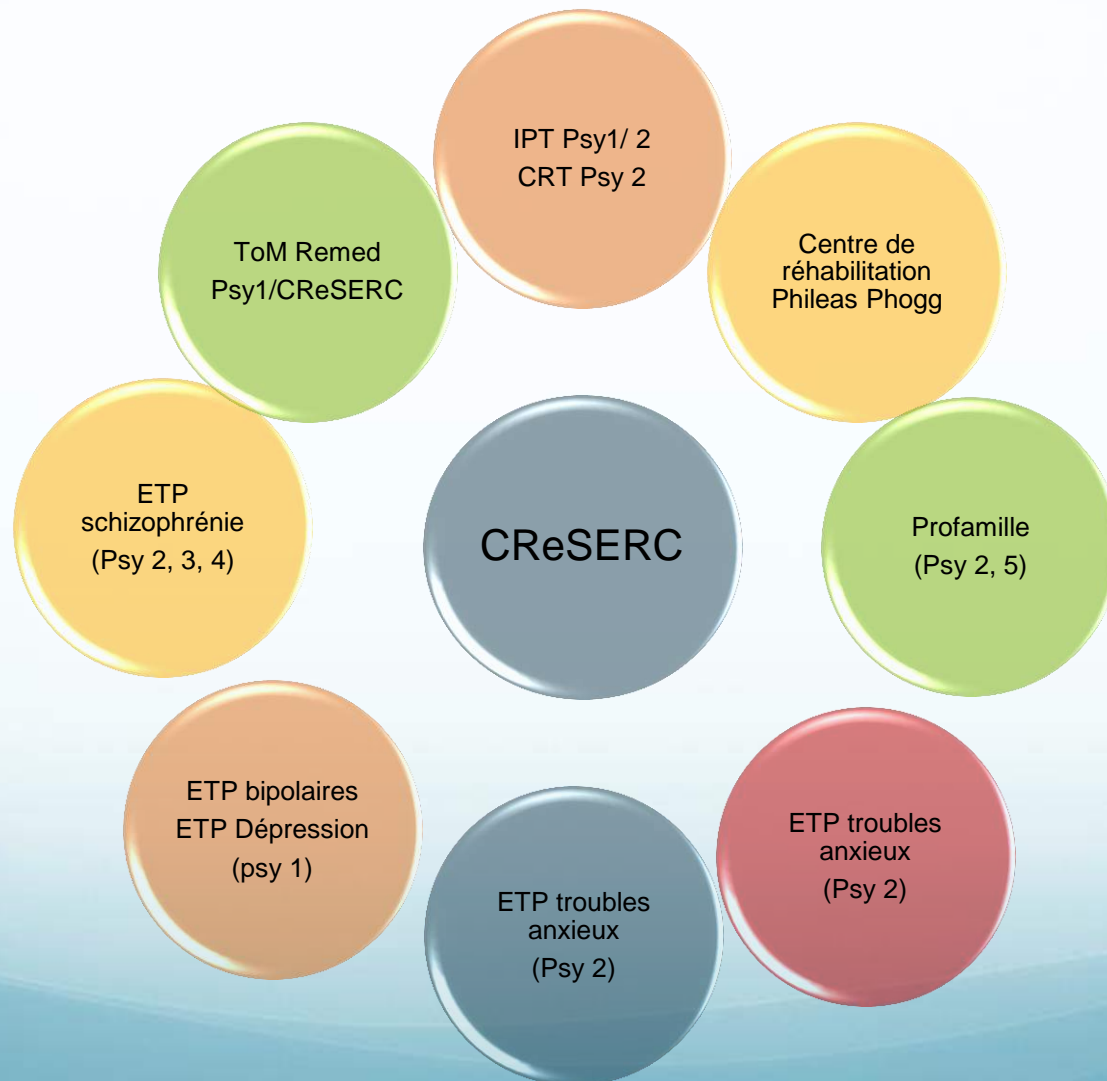 IPT Psy1/ 2
CRT Psy 2
Centre de
réhabilitation
Phileas Phogg
Profamille
(Psy 2, 5)
ETP troubles
anxieux
(Psy 2)
ETP troubles
anxieux
(Psy 2)
ETP bipolaires
ETP Dépression
(psy 1)
ETP
schizophrénie
(Psy 2, 3, 4)
ToM Remed
Psy1/CReSERC
CReSERC